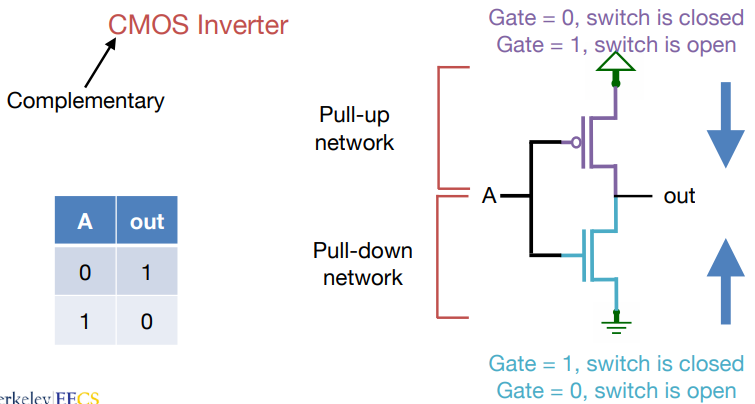 CMOS Inverter
Complementary
Gate = 0, switch is closed
Gate = 1, switch is open
Pull-up
network
A
out
Pull-down
network
A out
0 1
1 0
Gate = 1, switch is closed
Gate = 0, switch is open
erkeley EECS